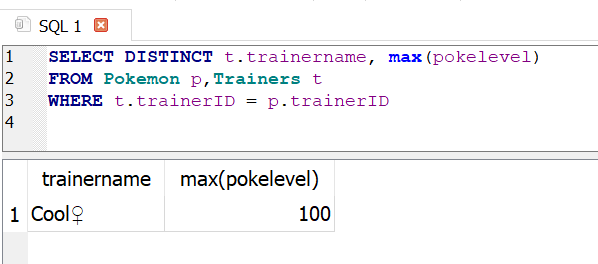 SQL 1
1 SELECT DISTINCT t.trainername, max(pokelevel)
2 FROM Pokemon p,Trainers t
3 WHERE t.trainerID = p.trainerID
4
trainername max(pokelevel)
1 Cool♀ 100